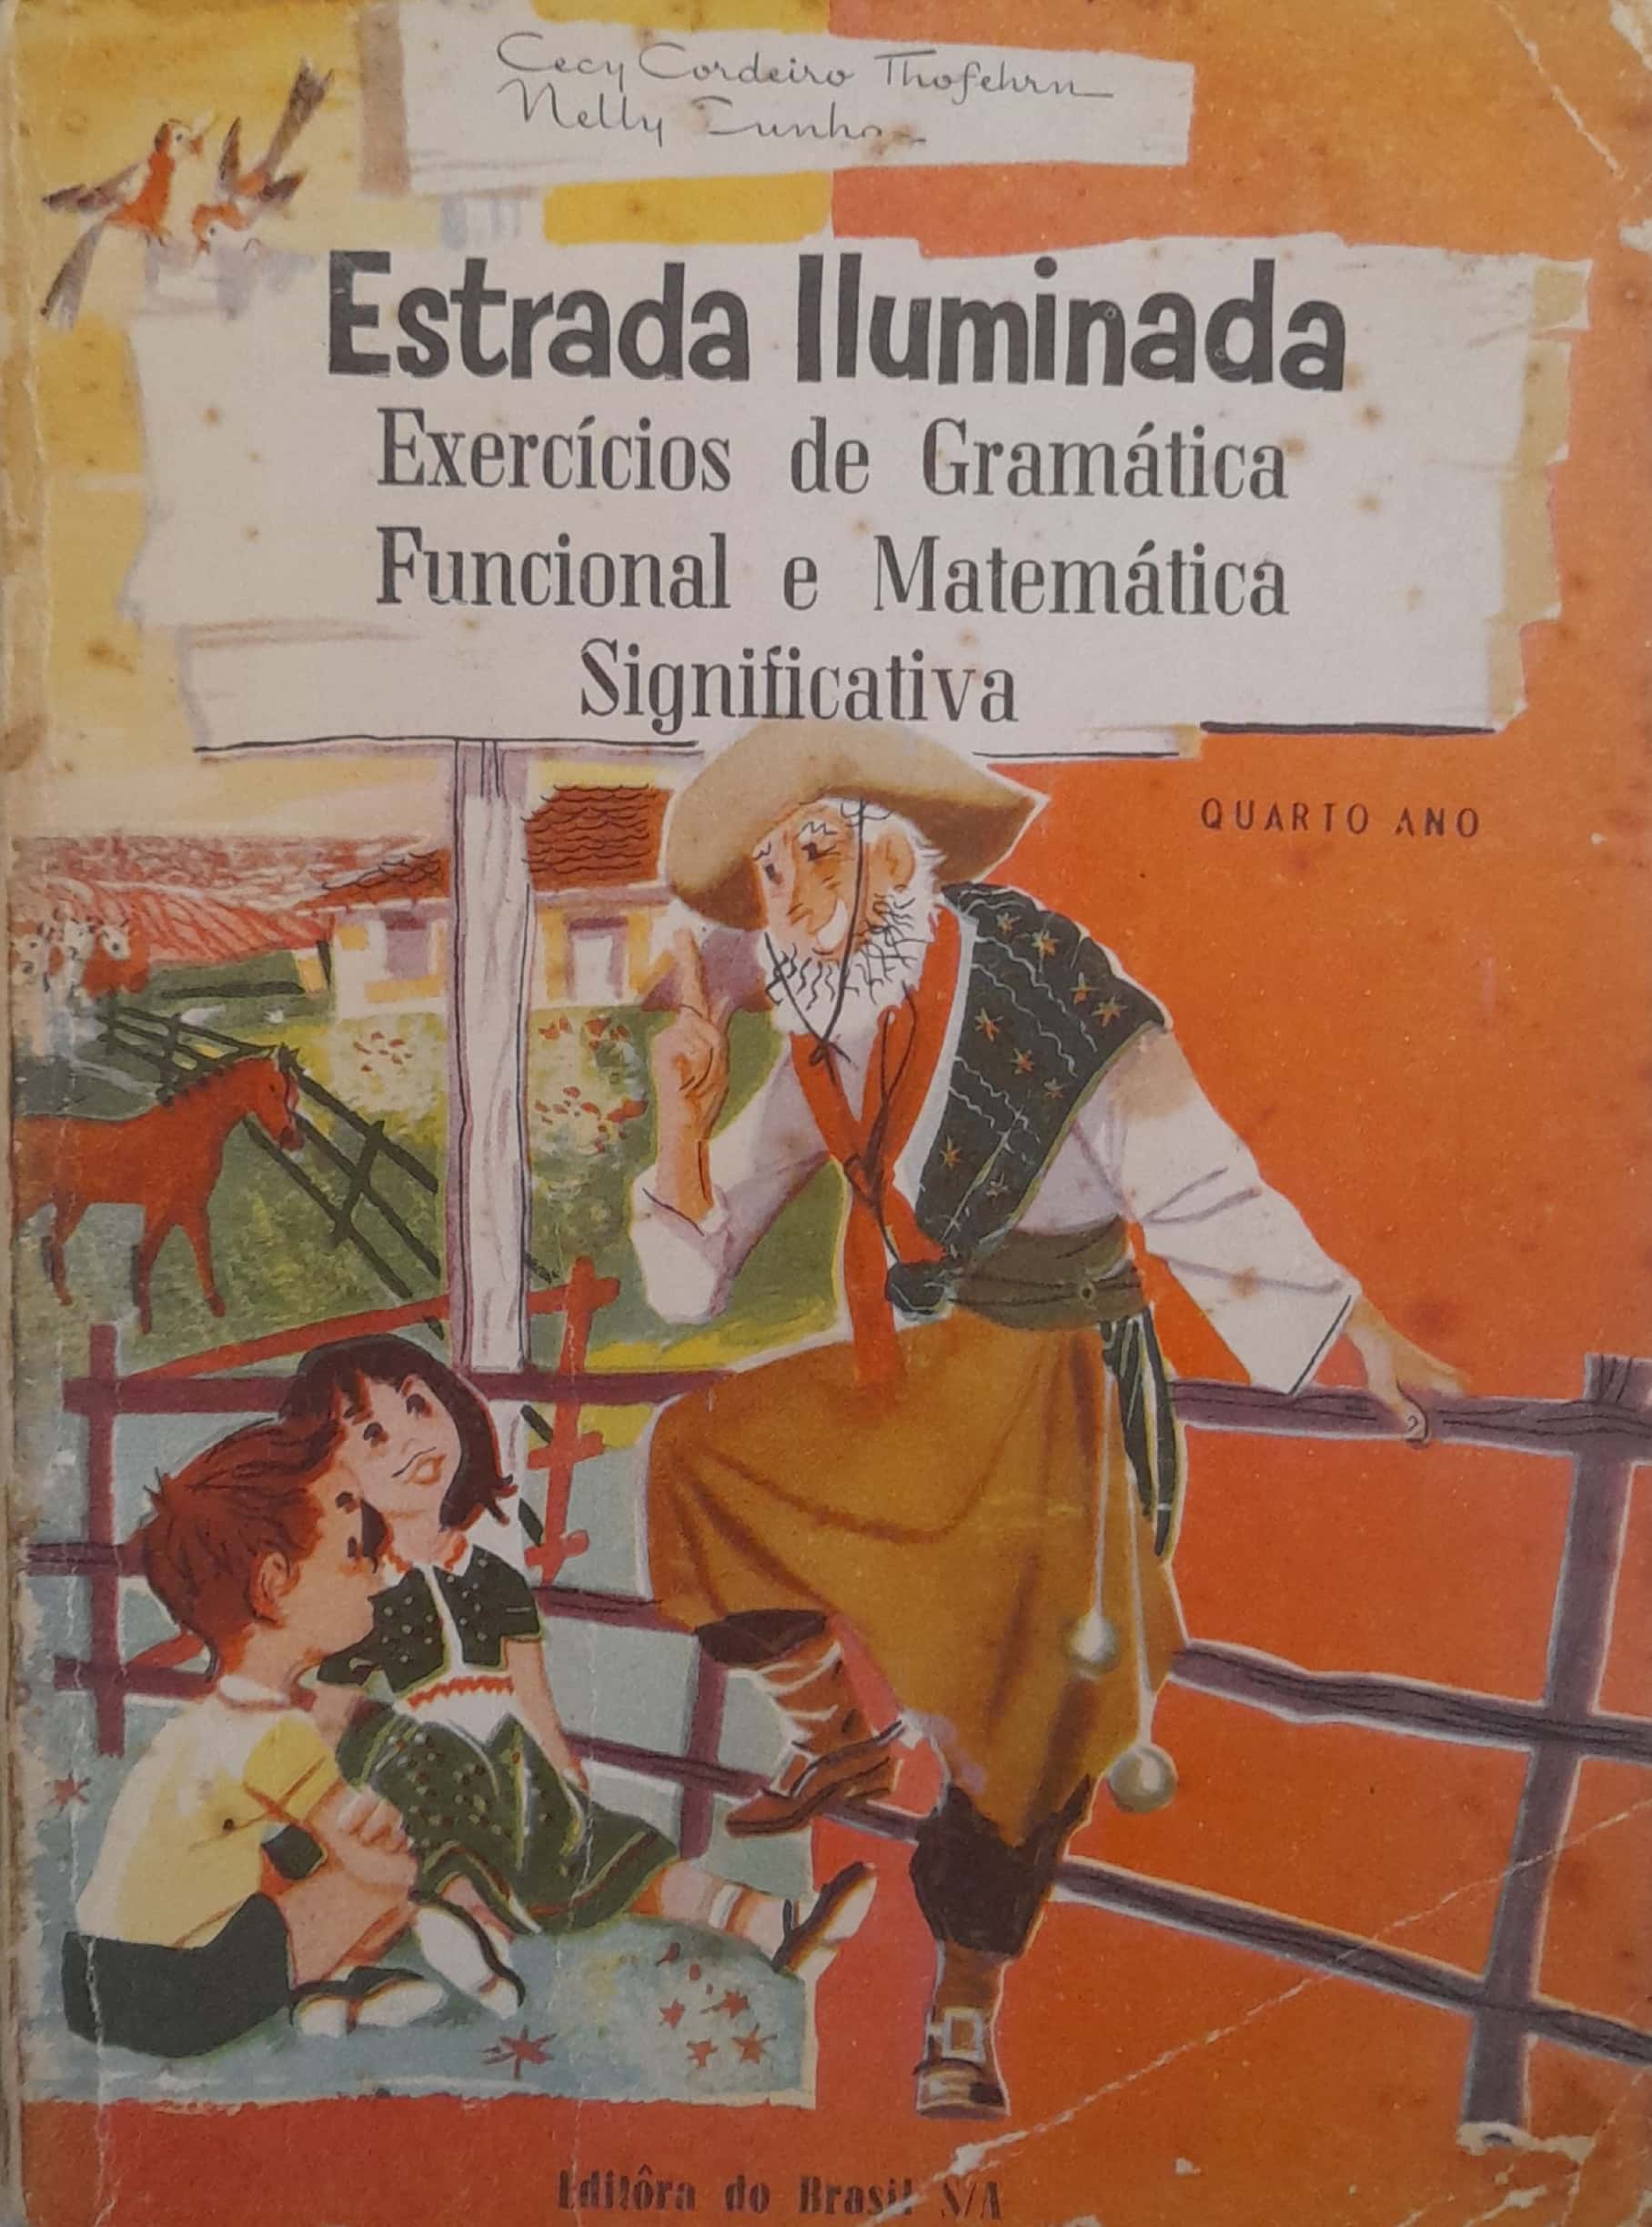 Cecy Cordeiro Thofehrn
Nelly Cunha
Estrada Iluminada
Exercícios de Gramática
Funcional e Matemática
Significativa
QUARTO ANO
Editôra do Brasil S/A